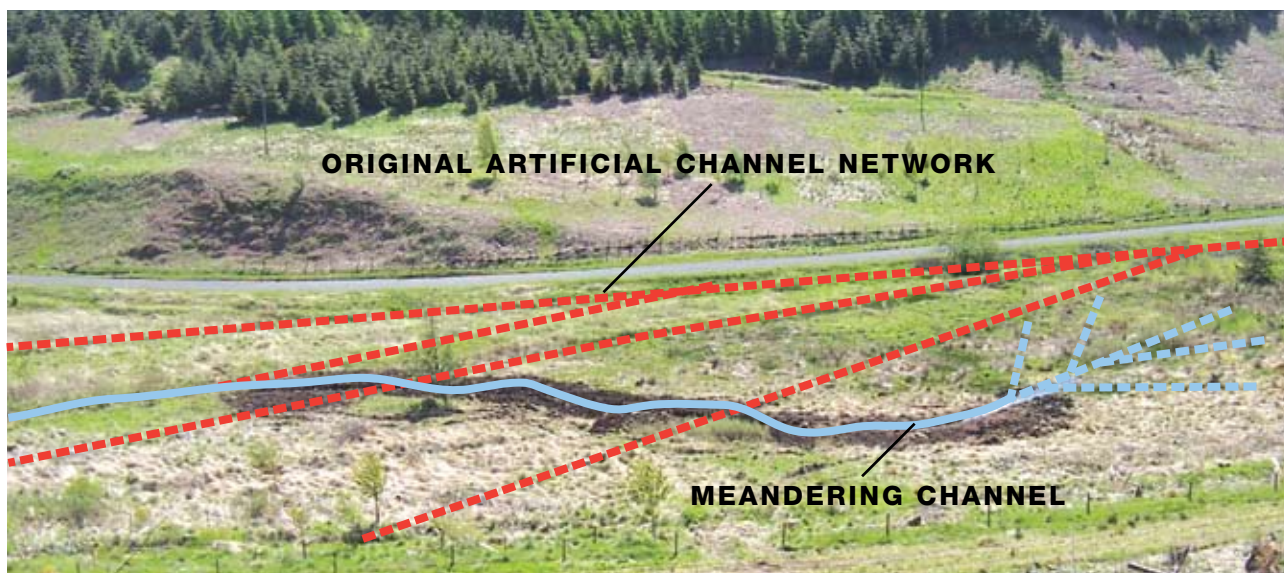 ORIGINAL ARTIFICIAL CHANNEL NETWORK
MEANDERING CHANNEL